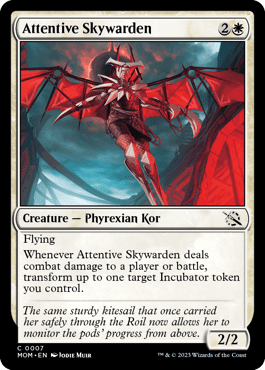 Attentive Skywarden 2
Creature — Phyrexian Kor
Flying
Whenever Attentive Skywarden deals
combat damage to a player or battle,
transform up to one target Incubator token
you control.
The same sturdy kitesail that once carried
her safely through the Roil now allows her to
monitor the pods' progress from above.
2/2
C 0007
MOM • EN Jodie Muir
™ & © 2023 Wizards of the Coast